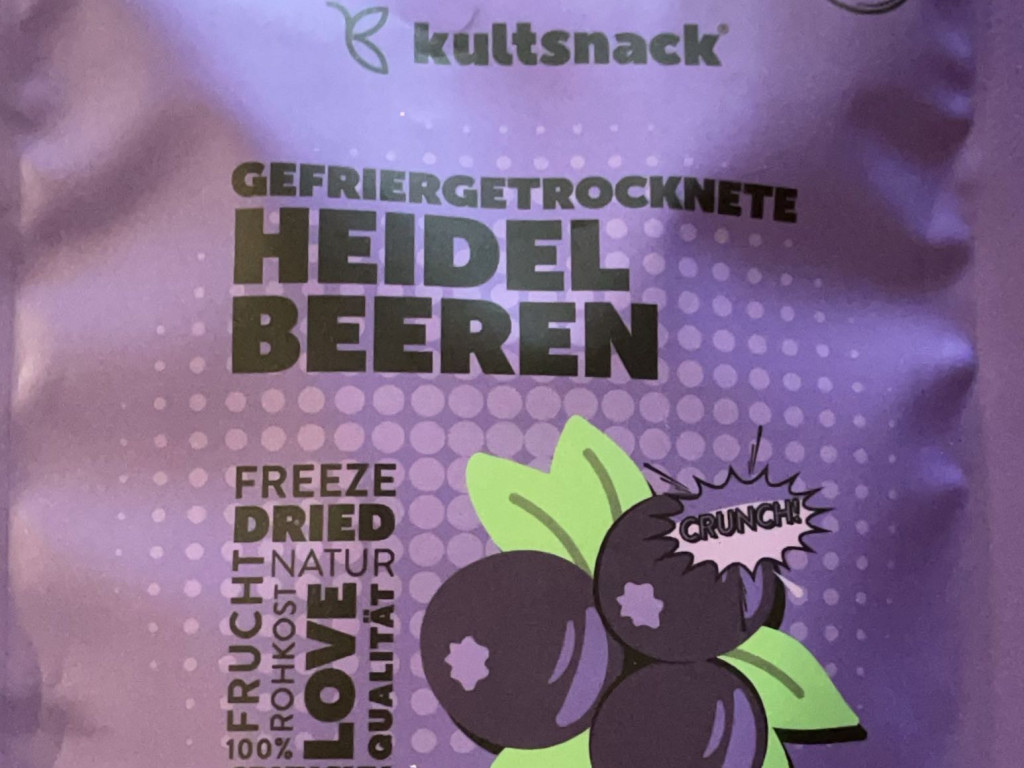 kultsnack®
GEFRIERGETROCKNETE
HEIDEL
BEEREN
FREEZE
DRIED
NATUR
FRUCHT
100%
ROHKOST
LOVE
QUALITÄT
CRUNCH!